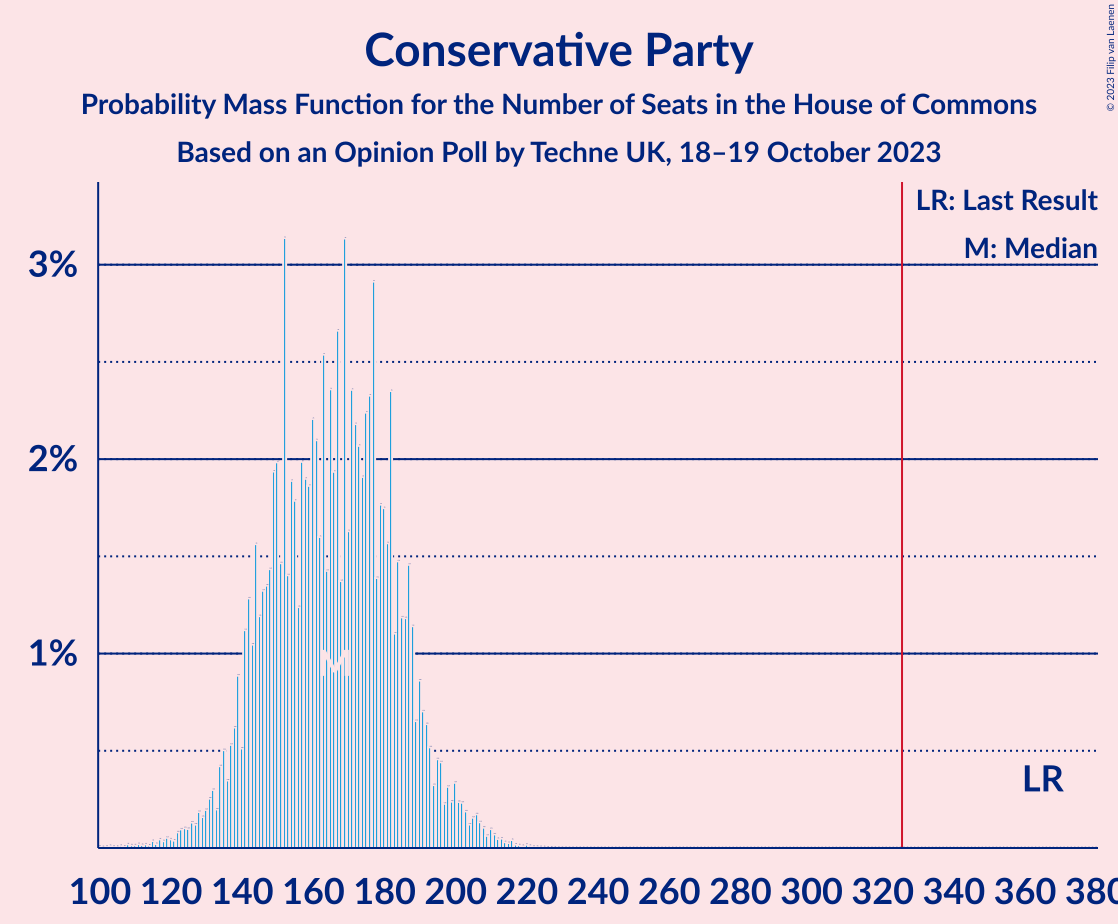 Conservative Party
Probability Mass Function for the Number of Seats in the House of Commons
Based on an Opinion Poll by Techne UK, 18–19 October 2023
© 2023 Filip van Laenen
LR: Last Result
M: Median
3%
2%
1%
M
LR
100 120 140 160 180 200 220 240 260 280 300 320 340 360 380